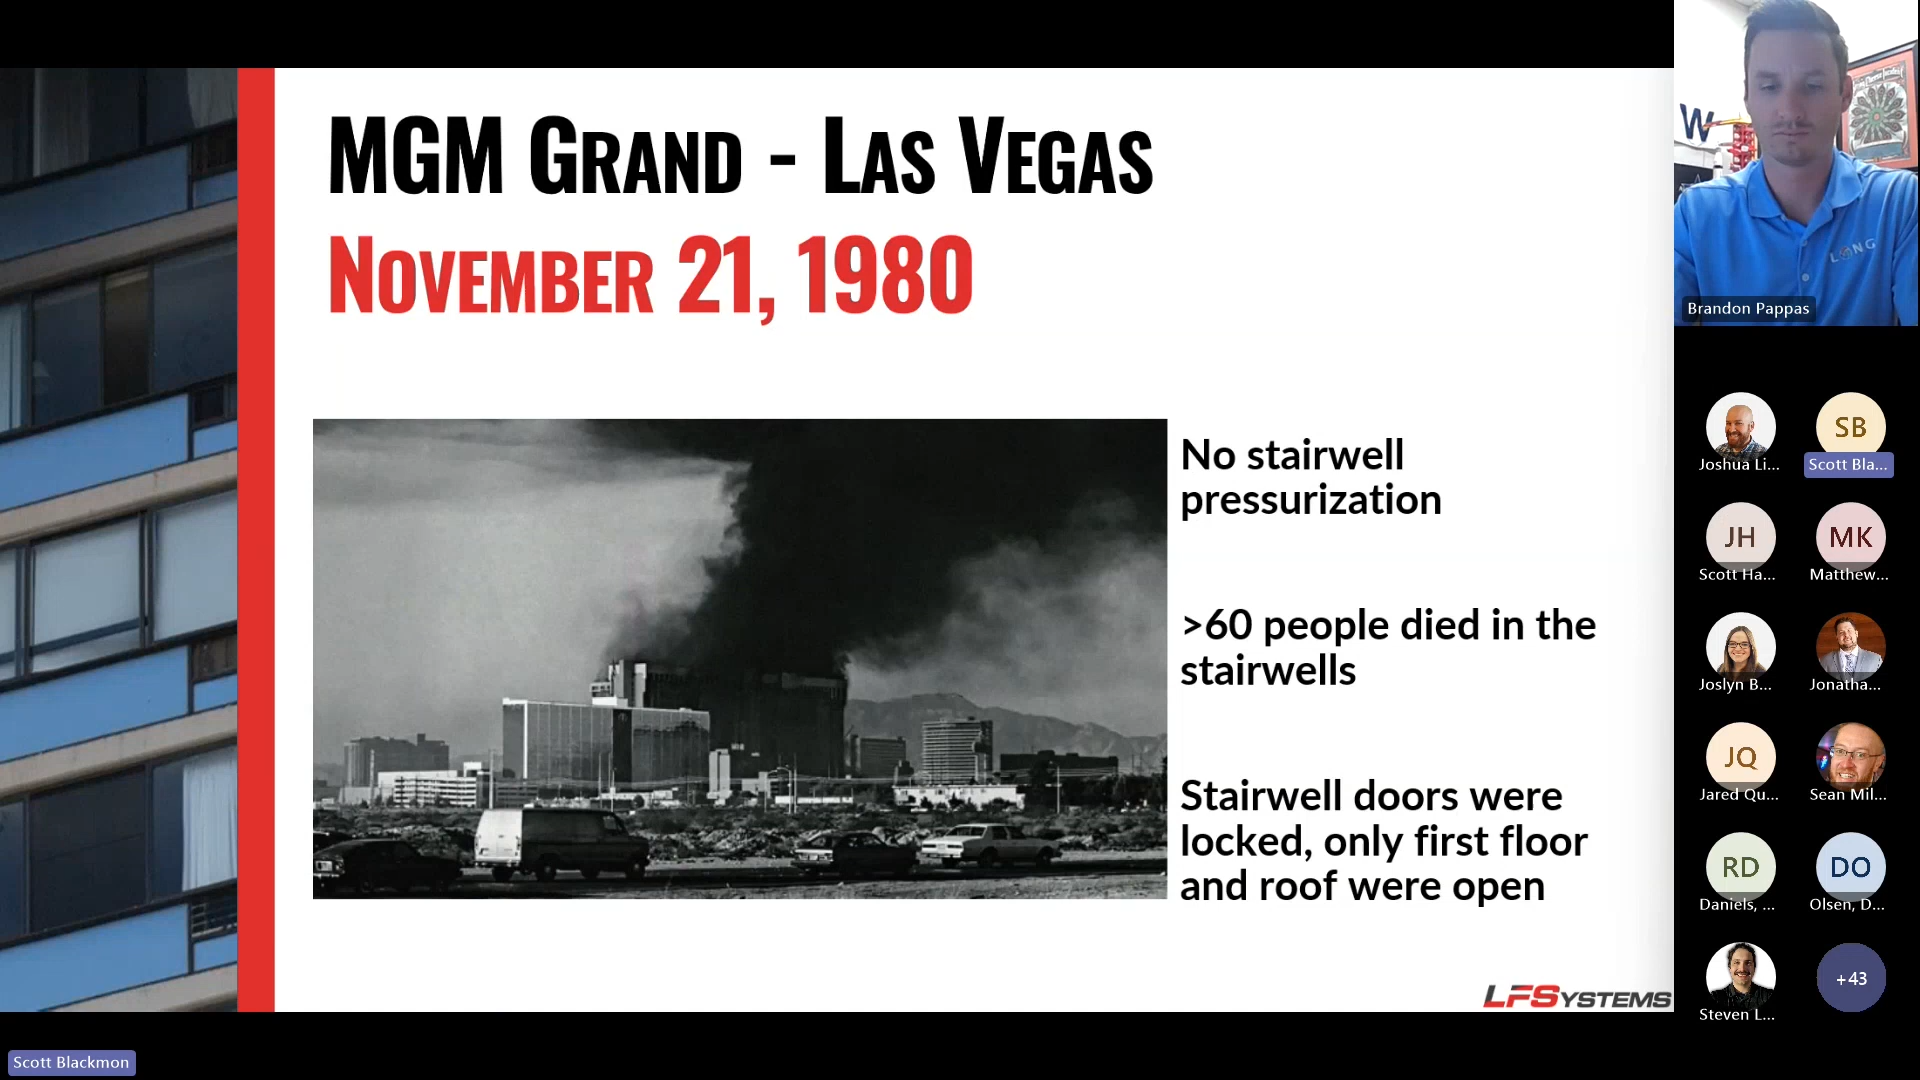 MGM GRAND - LAS VEGAS
NOVEMBER 21, 1980
No stairwell
pressurization
>60 people died in the
stairwells
Stairwell doors were
locked, only first floor
and roof were open
LFSYSTEMS
W
LONG
Brandon Pappas
Joshua Li...
SB
Scott Bla...
JH
Scott Ha...
MK
Matthew...
Joslyn B...
Jonatha...
JQ
Jared Qu...
Sean Mil...
RD
Daniels, ...
DO
Olsen, D...
Steven L...
+43
Scott Blackmon